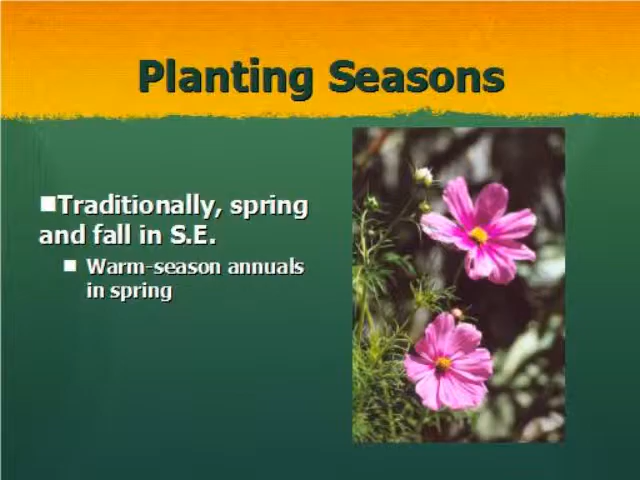 Planting Seasons
Traditionally, spring
and fall in S.E.
Warm-season annuals
in spring